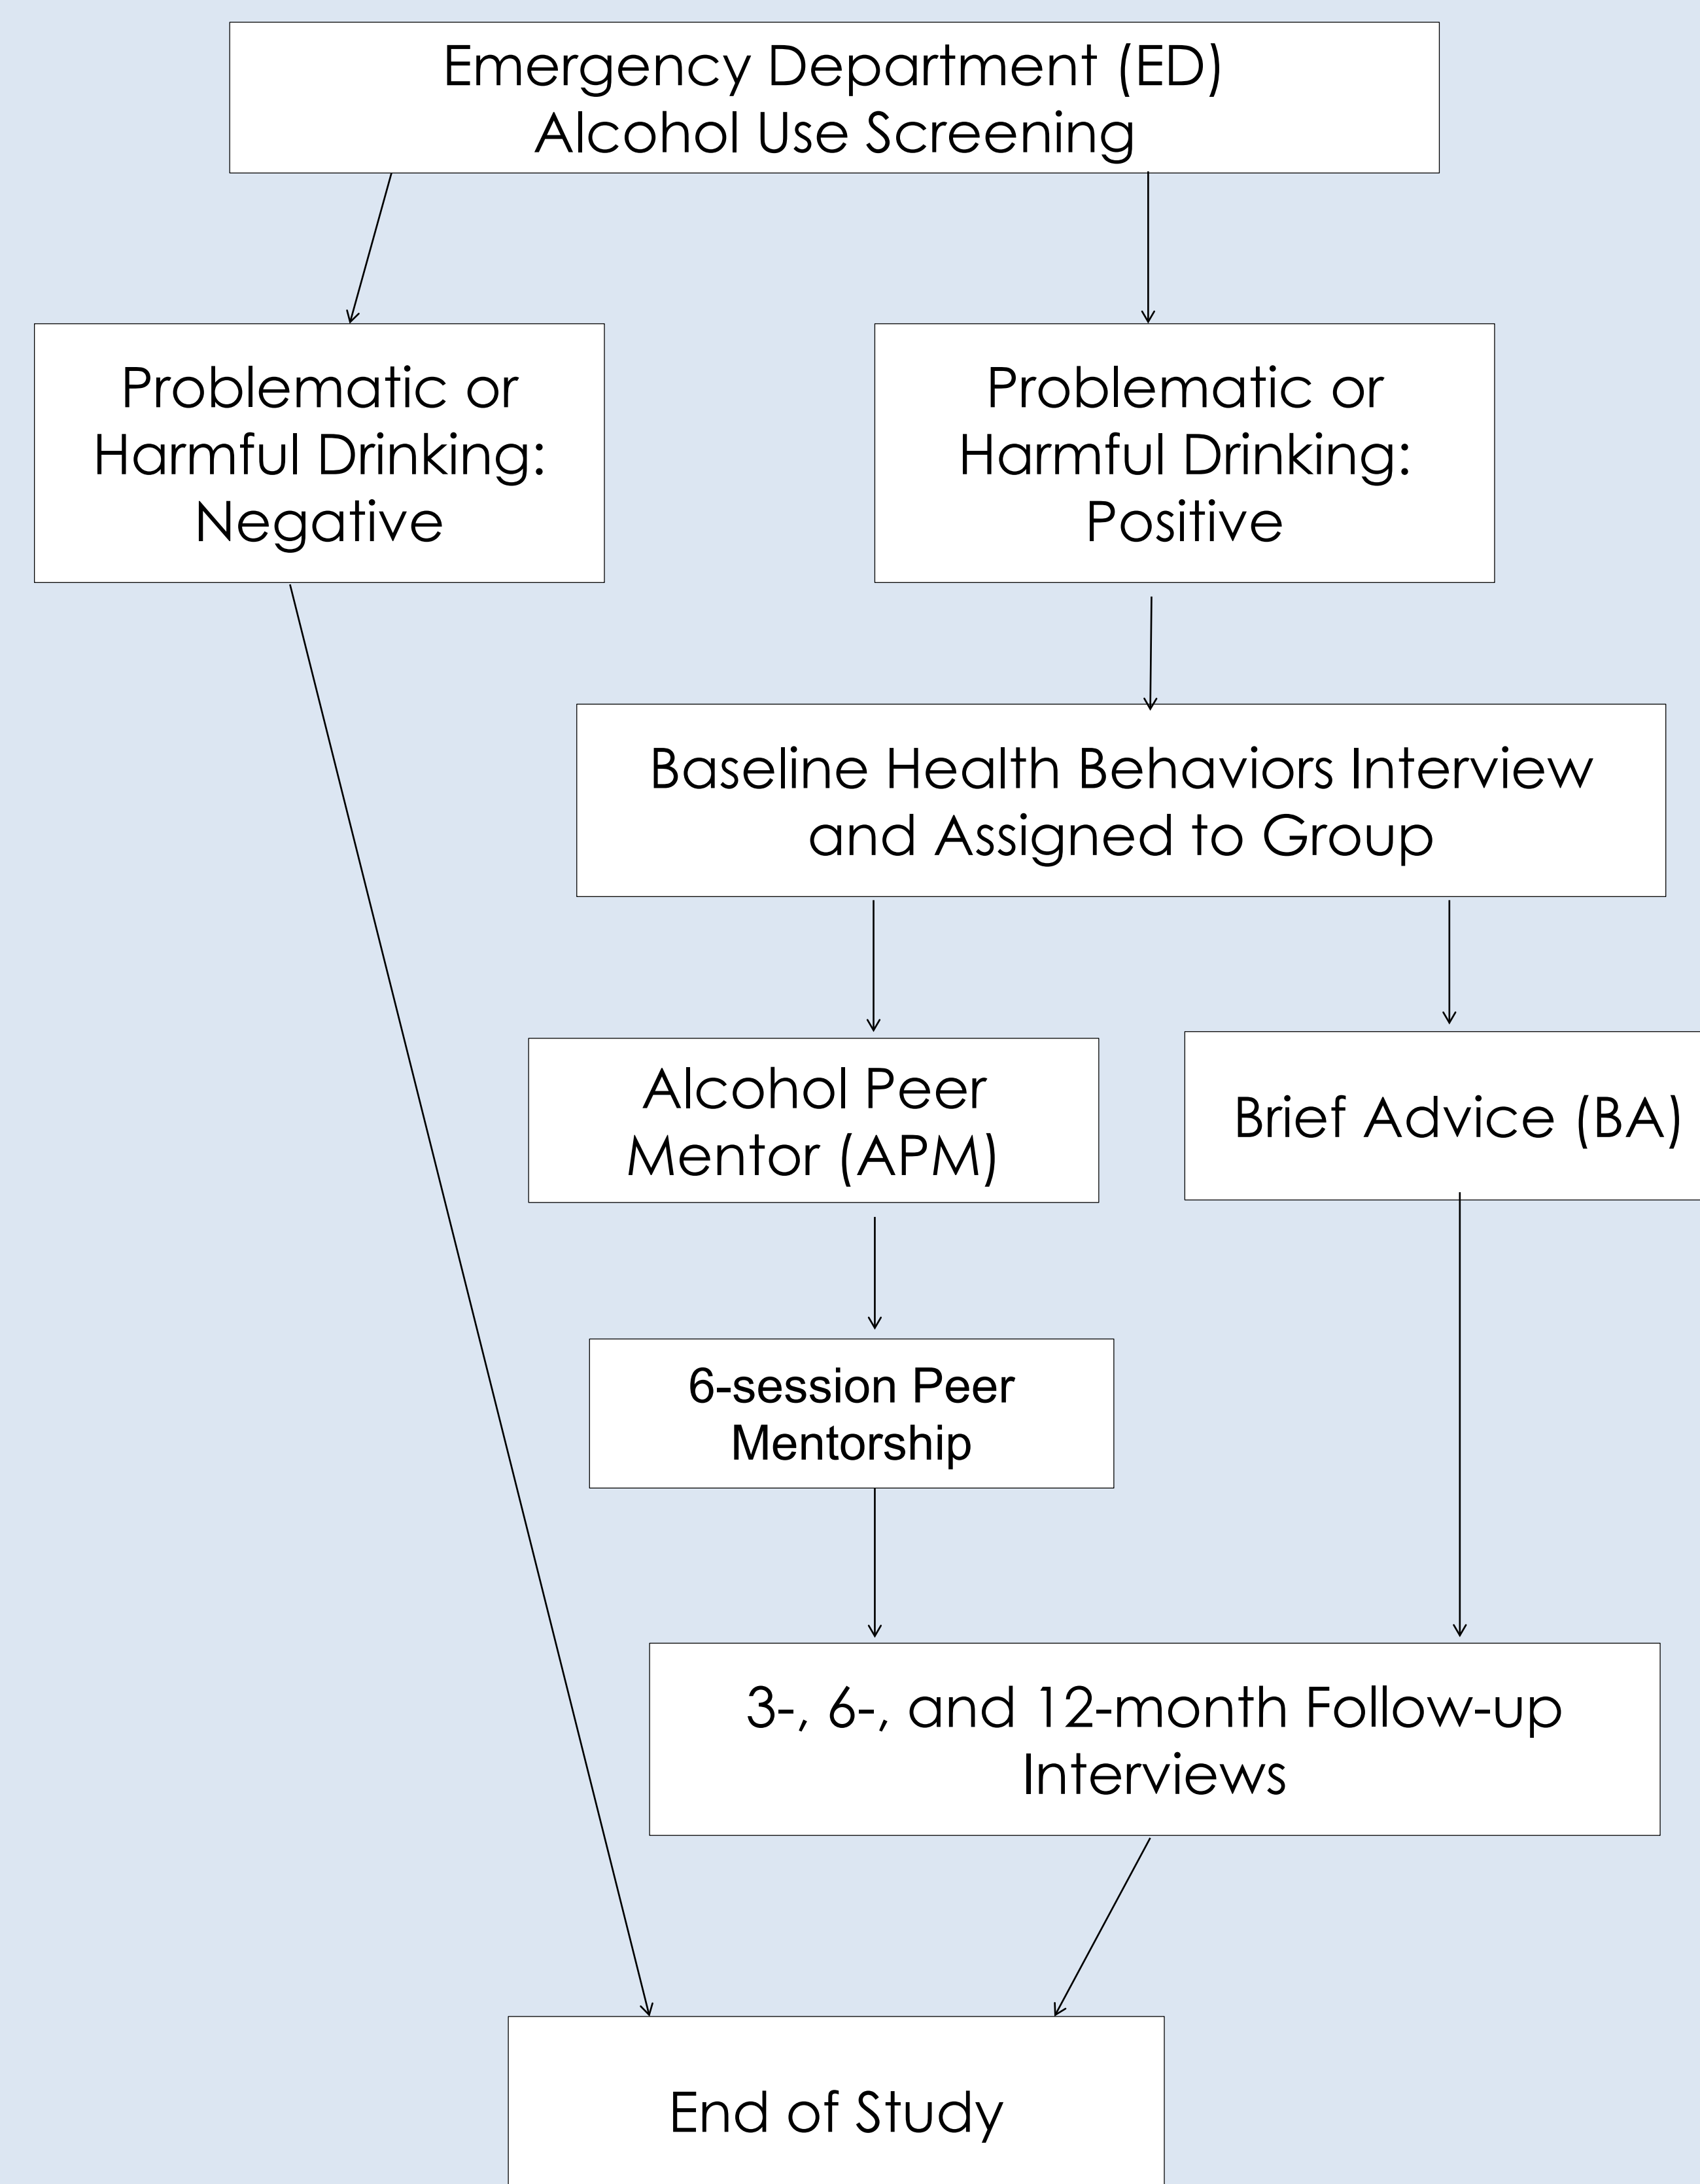 Emergency Department (ED)
Alcohol Use Screening
Problematic or
Harmful Drinking:
Negative
Problematic or
Harmful Drinking:
Positive
Baseline Health Behaviors Interview
and Assigned to Group
Alcohol Peer
Mentor (APM)
Brief Advice (BA)
6-session Peer
Mentorship
3-, 6-, and 12-month Follow-up
Interviews
End of Study